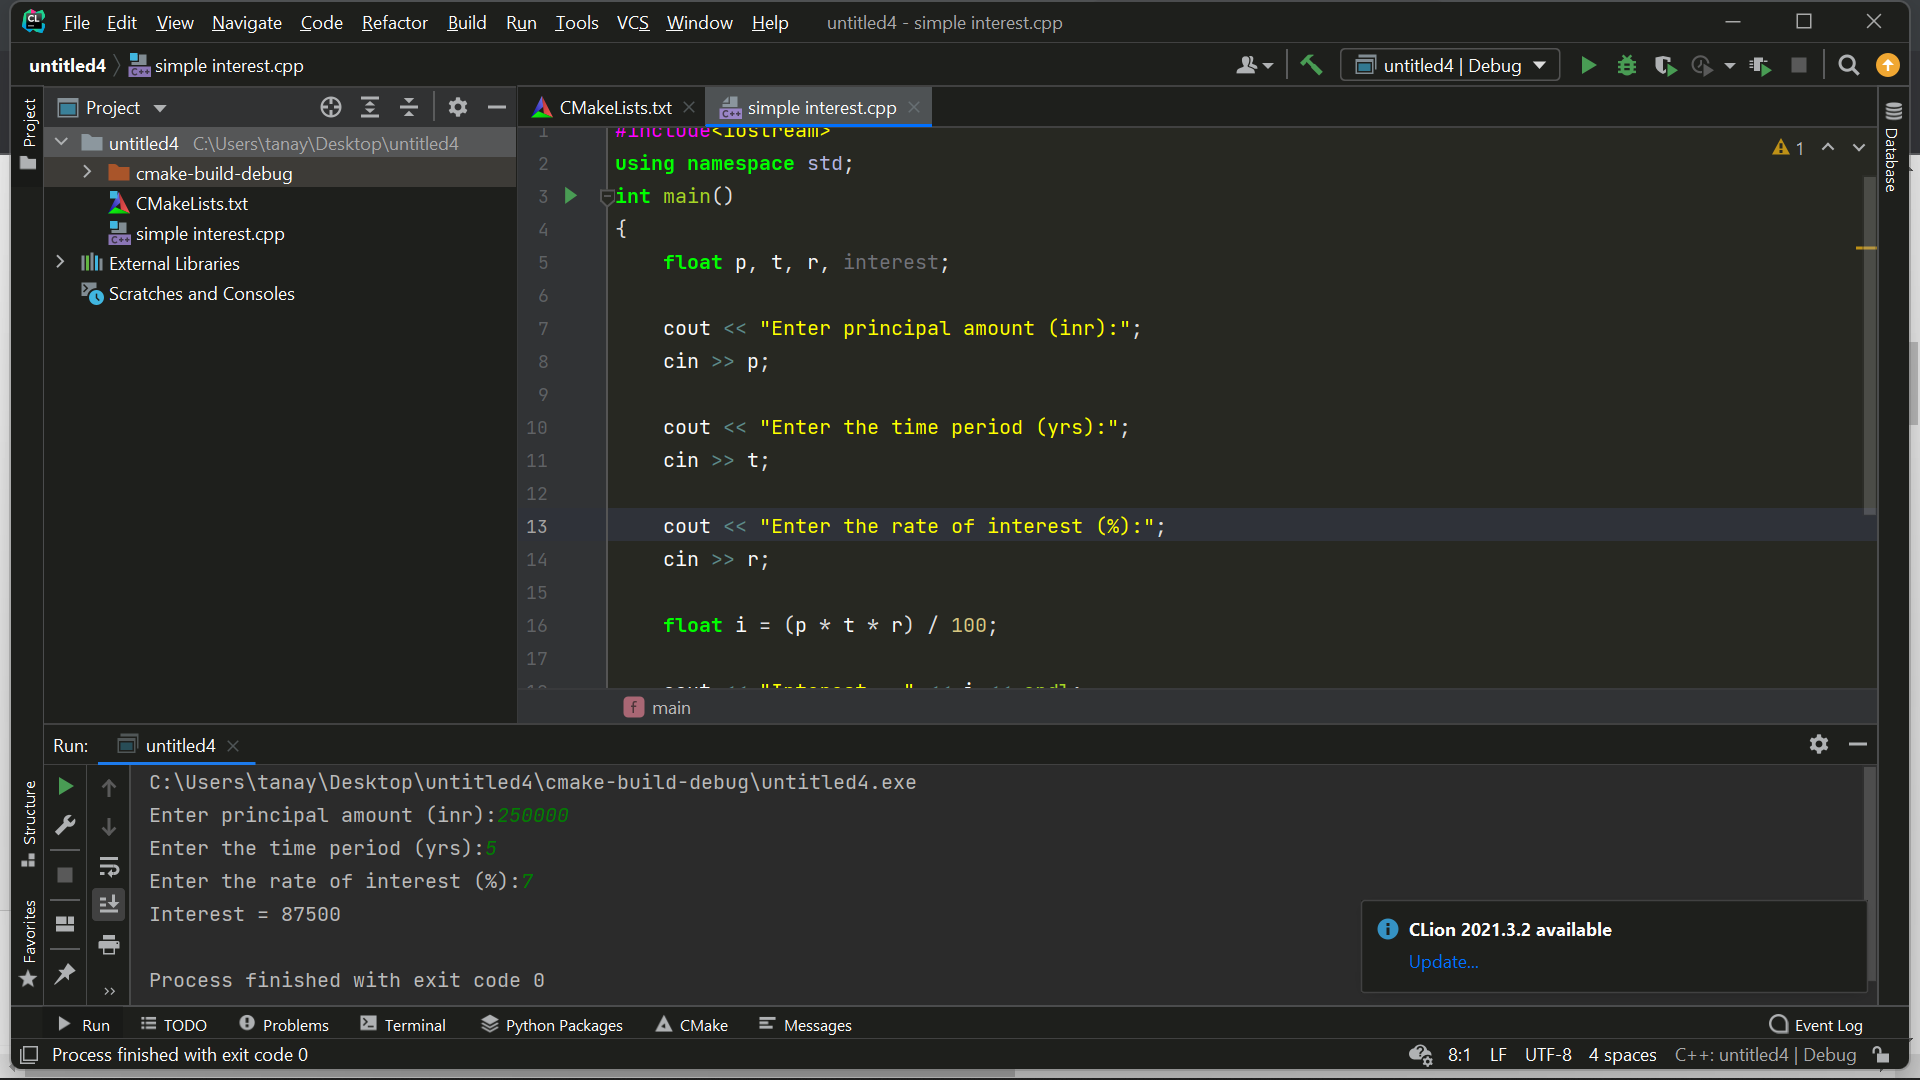 File Edit View Navigate Code Refactor Build Run Tools VCS Window Help untitled4 - simple interest.cpp
untitled4 simple interest.cpp untitled4 | Debug
Project
CMakeLists.txt simple interest.cpp
Project
Database
untitled4 C:\Users\tanay\Desktop\untitled4
cmake-build-debug
CMakeLists.txt
simple interest.cpp
External Libraries
Scratches and Consoles
1
1 #include<iostream>
2 using namespace std;
3 int main()
4 {
5 float p, t, r, interest;
6
7 cout << "Enter principal amount (inr):";
8 cin >> p;
9
10 cout << "Enter the time period (yrs):";
11 cin >> t;
12
13 cout << "Enter the rate of interest (%):";
14 cin >> r;
15
16 float i = (p * t * r) / 100;
17
f main
Run: untitled4
C:\Users\tanay\Desktop\untitled4\cmake-build-debug\untitled4.exe
Enter principal amount (inr):250000
Enter the time period (yrs):5
Enter the rate of interest (%):7
Interest = 87500
Process finished with exit code 0
Structure
Favorites
CLion 2021.3.2 available
Update...
Run TODO Problems Terminal Python Packages CMake Messages Event Log
Process finished with exit code 0 8:1 LF UTF-8 4 spaces C++: untitled4 | Debug